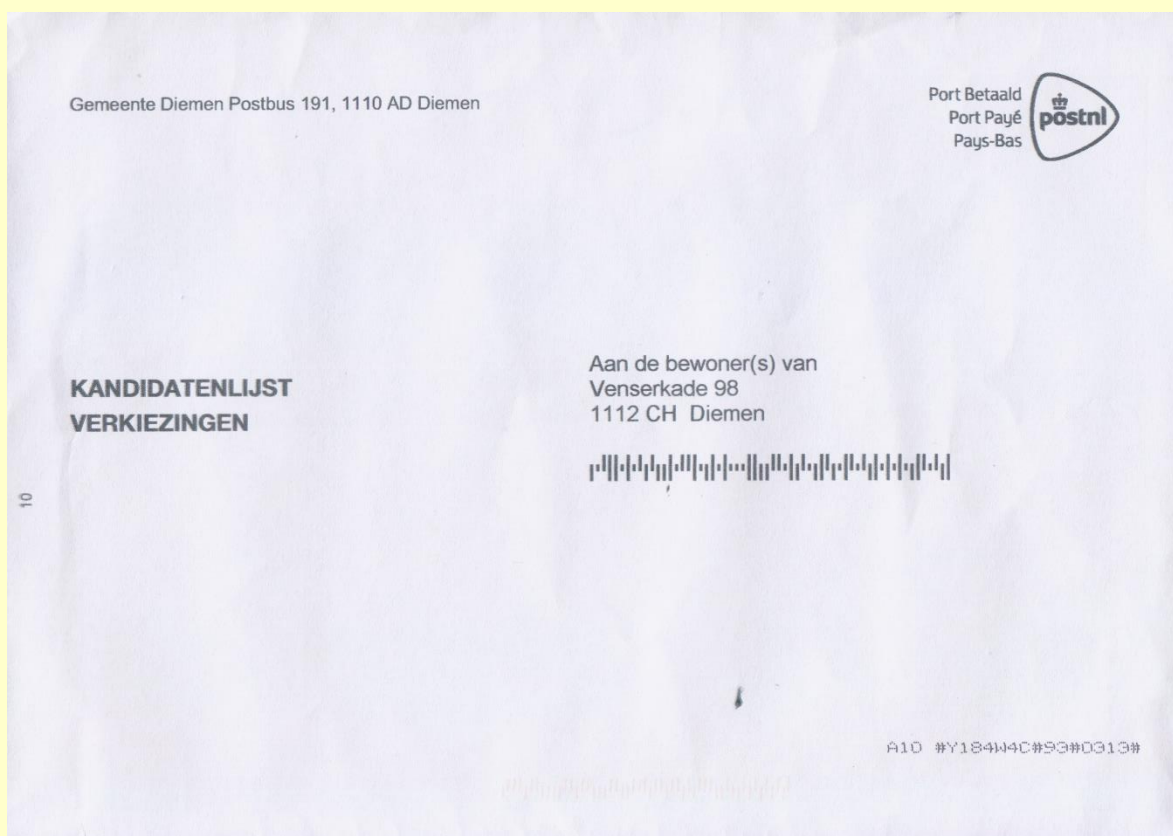 Gemeente Diemen Postbus 191, 1110 AD Diemen
Port Betaald
Port Payé
Pays-Bas
postnl
KANDIDATENLIJST
VERKIEZINGEN
Aan de bewoner(s) van
Venserkade 98
1112 CH Diemen
10
A10 #Y184W4C#93#0313#